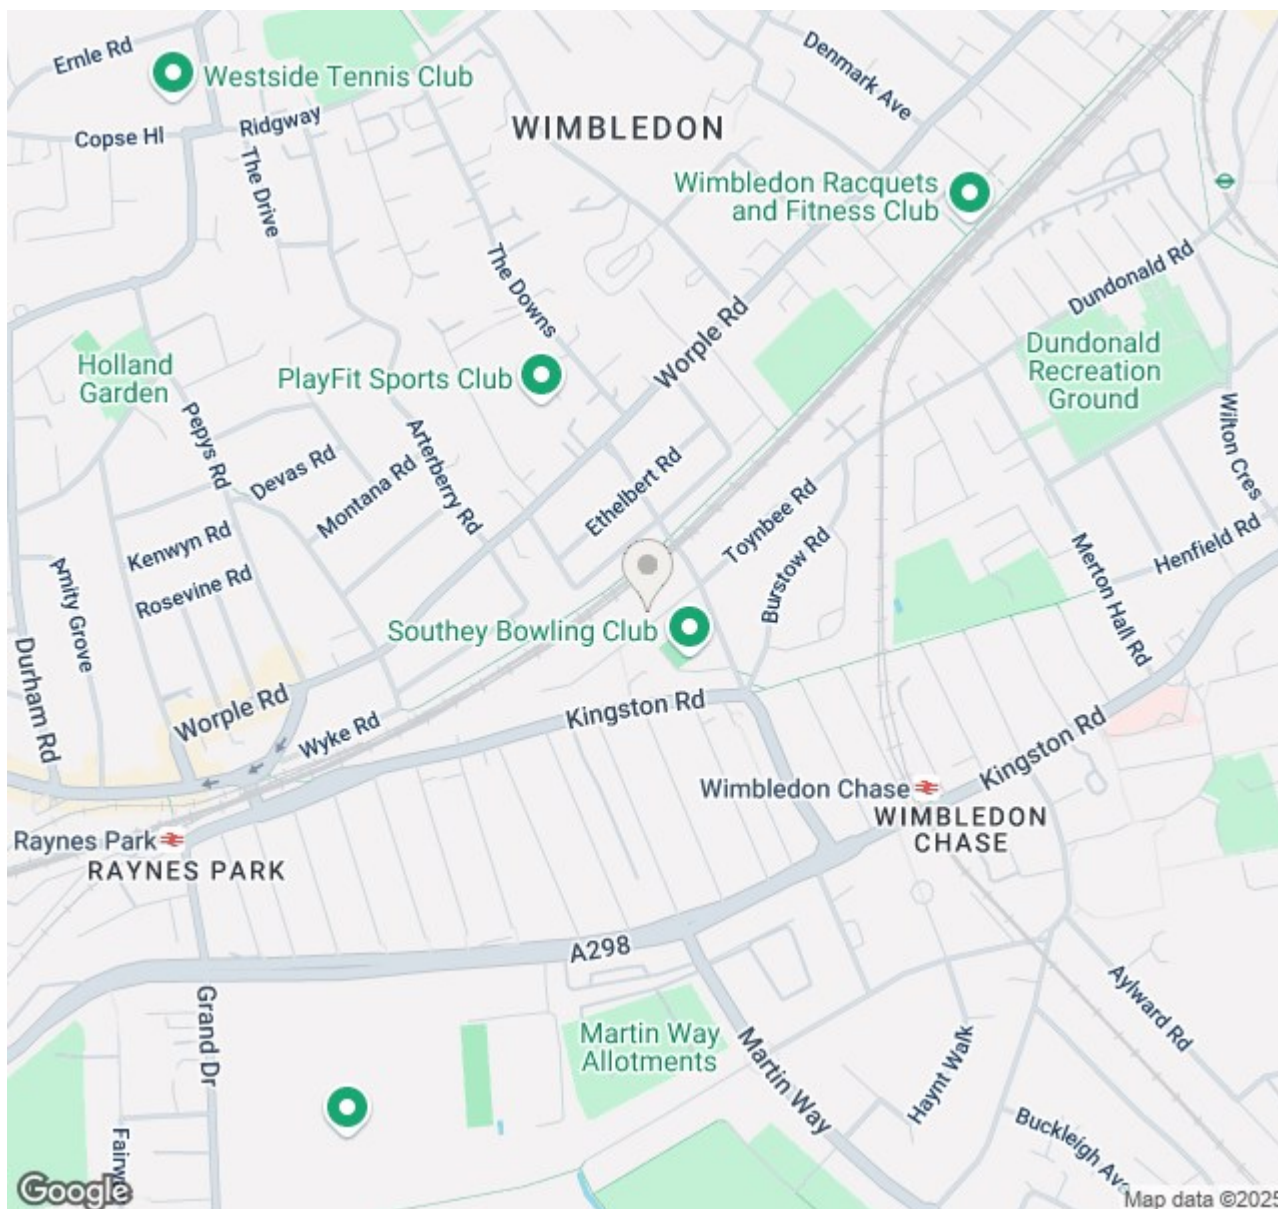 Ernle Rd
Westside Tennis Club
Copse Hl
Ridgway
The Drive
WIMBLEDON
Denmark Ave
Wimbledon Racquets
and Fitness Club
The Downs
Dundonald Rd
Worple Rd
Holland
Garden
PlayFit Sports Club
Dundonald
Recreation
Ground
Pepys Rd
Devas Rd
Montana Rd
Arterberry Rd
Ethelbert Rd
Toynbee Rd
Wilton Cres
Kenwyn Rd
Rosevine Rd
Amity Grove
Burstow Rd
Merton Hall Rd
Henfield Rd
Southey Bowling Club
Durham Rd
Worple Rd
Wyke Rd
Kingston Rd
Kingston Rd
Wimbledon Chase
WIMBLEDON
CHASE
Raynes Park
RAYNES PARK
A298
Grand Dr
Martin Way
Allotments
Martin Way
Haynt Walk
Aylward Rd
Buckleigh Ave
Fairw
Google
Map data ©2025